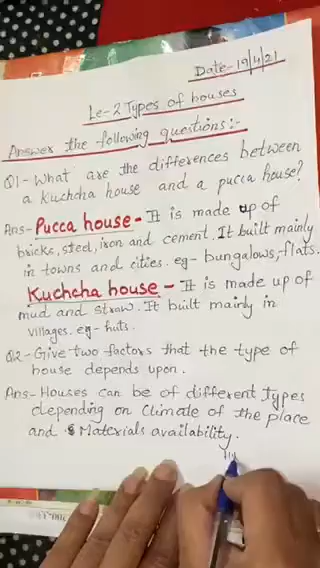 Date-19/4/21
Le-2 Types of houses
Answer the following questions:-
Q1-What are the differences between
a Kuchcha house and a pucca house?
Ans-Pucca house-It is made up of
bricks, steel, iron and cement. It built mainly
in towns and cities. eg- bungalows, flats.
Kuchcha house-It is made up of
mud and straw. It built mainly in
villages. eg- huts.
Q2-Give two factors that the type of
house depends upon.
Ans-Houses can be of different types
depending on Climate of the place
and Materials availability.